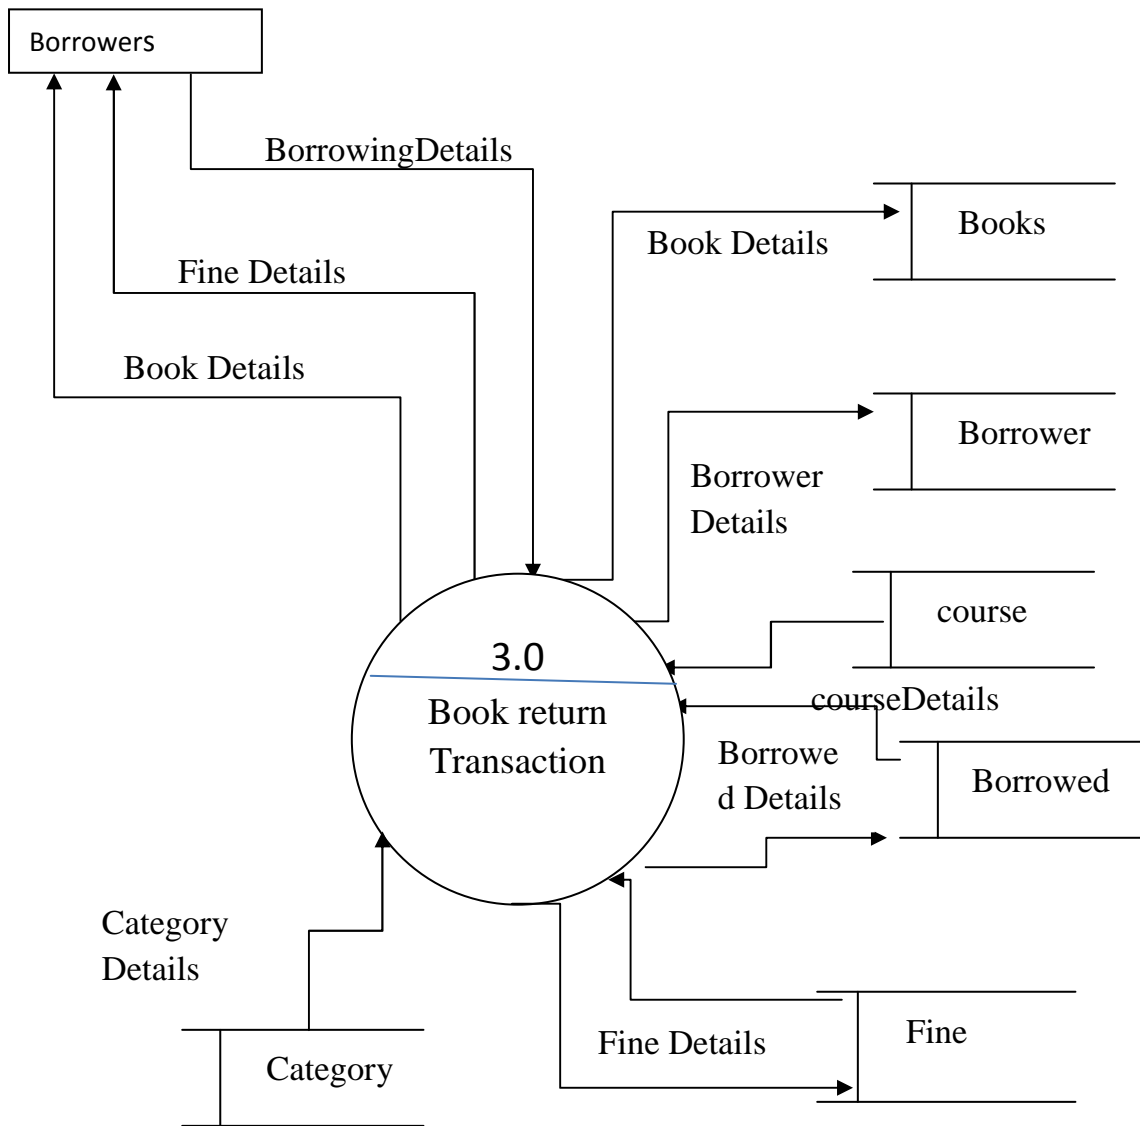 Borrowers
BorrowingDetails
Books
Book Details
Fine Details
Book Details
Borrower
Borrower
Details
course
3.0
courseDetails
Book return
Transaction
Borrowe
d Details
Borrowed
Category
Details
Fine
Fine Details
Category